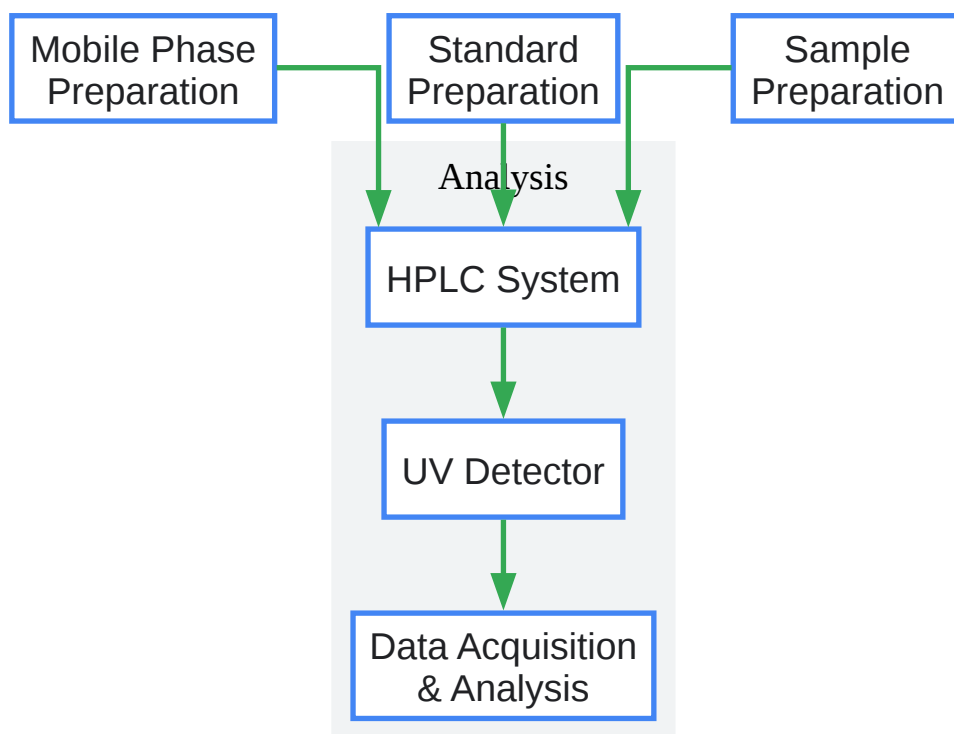 Mobile Phase
Preparation
Standard
Preparation
Sample
Preparation
Analysis
HPLC System
UV Detector
Data Acquisition
& Analysis